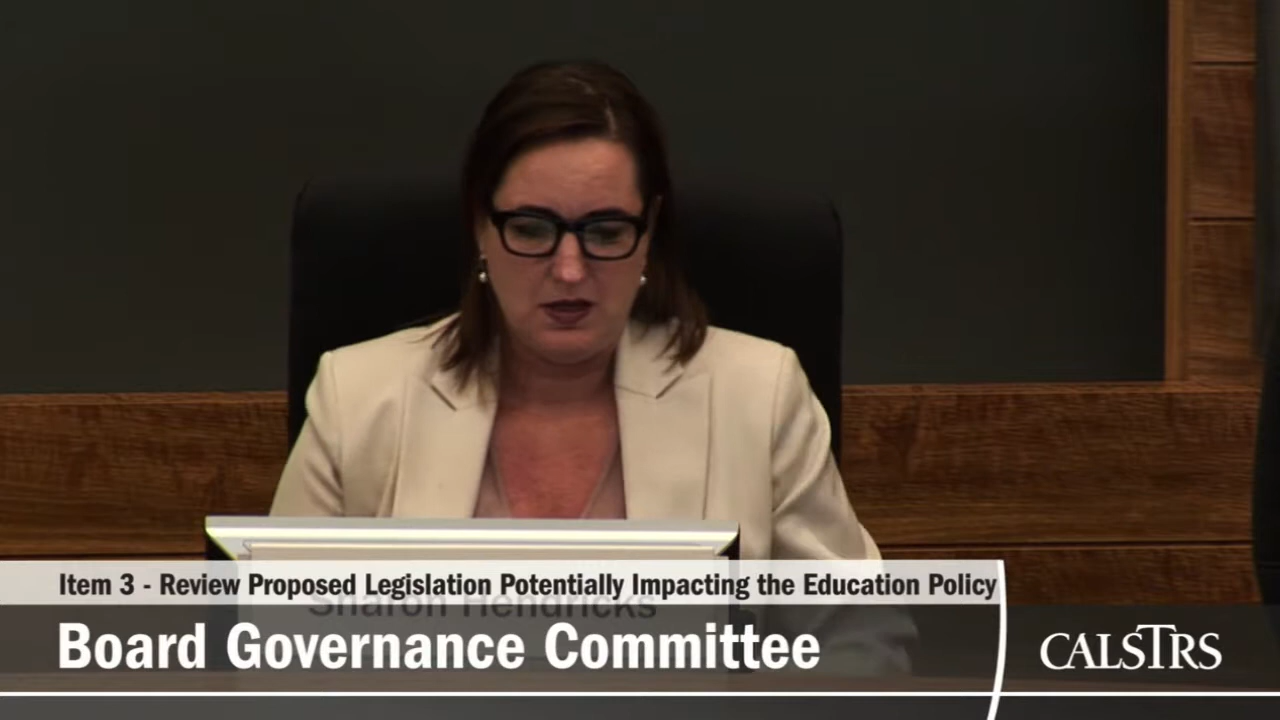 Item 3 - Review Proposed Legislation Potentially Impacting the Education Policy
Sharon Hendricks
Board Governance Committee
CALSTRS